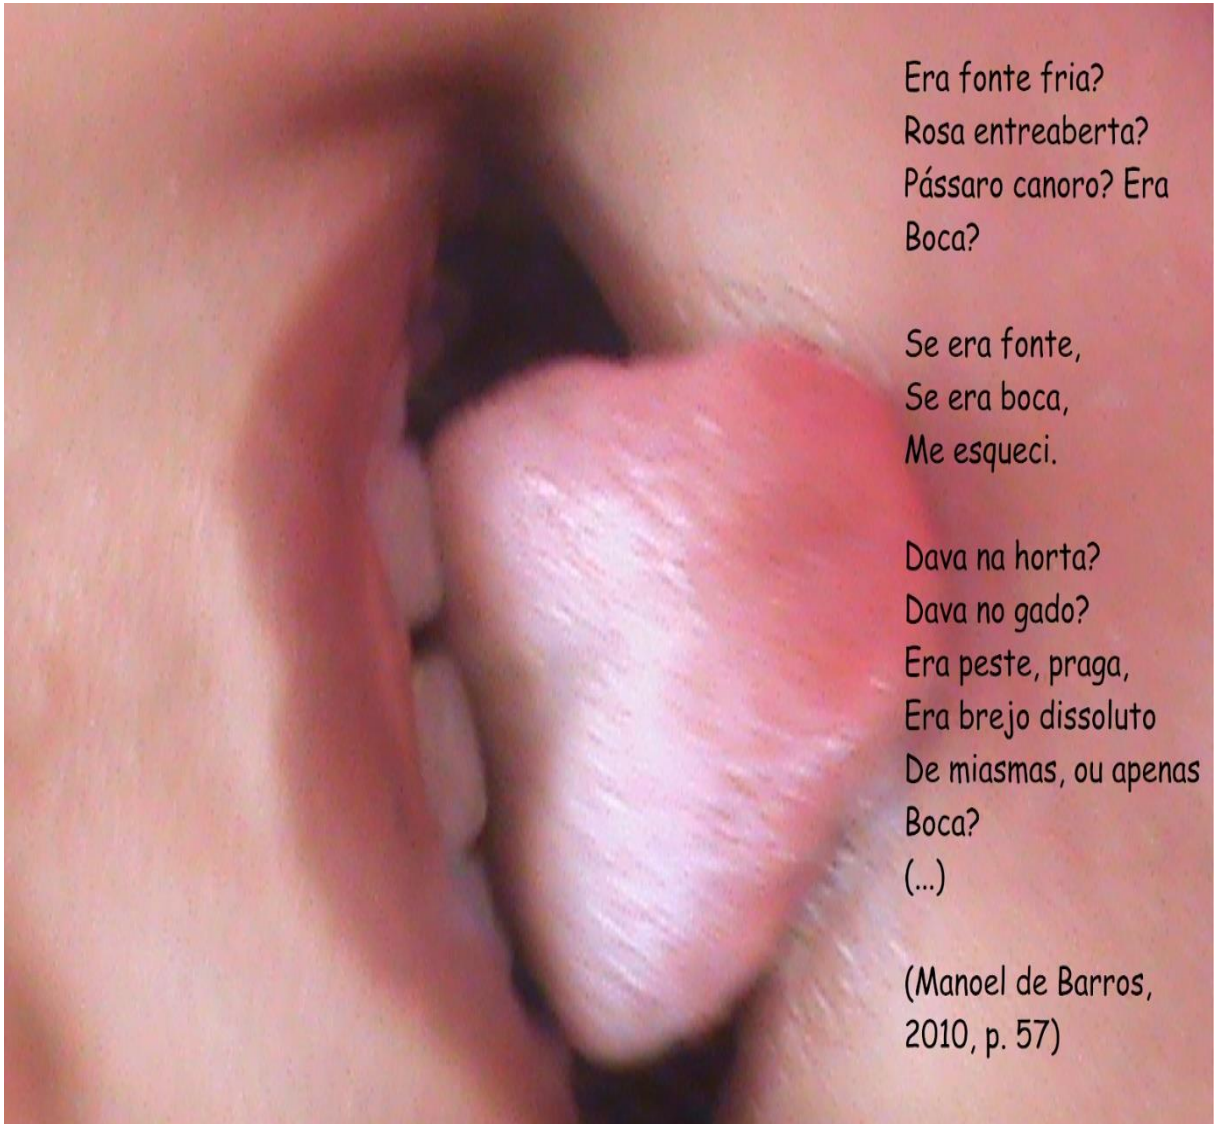 Era fonte fria?
Rosa entreaberta?
Pássaro canoro? Era
Boca?
Se era fonte,
Se era boca,
Me esqueci.
Dava na horta?
Dava no gado?
Era peste, praga,
Era brejo dissoluto
De miasmas, ou apenas
Boca?
(...)
(Manoel de Barros,
2010, p. 57)